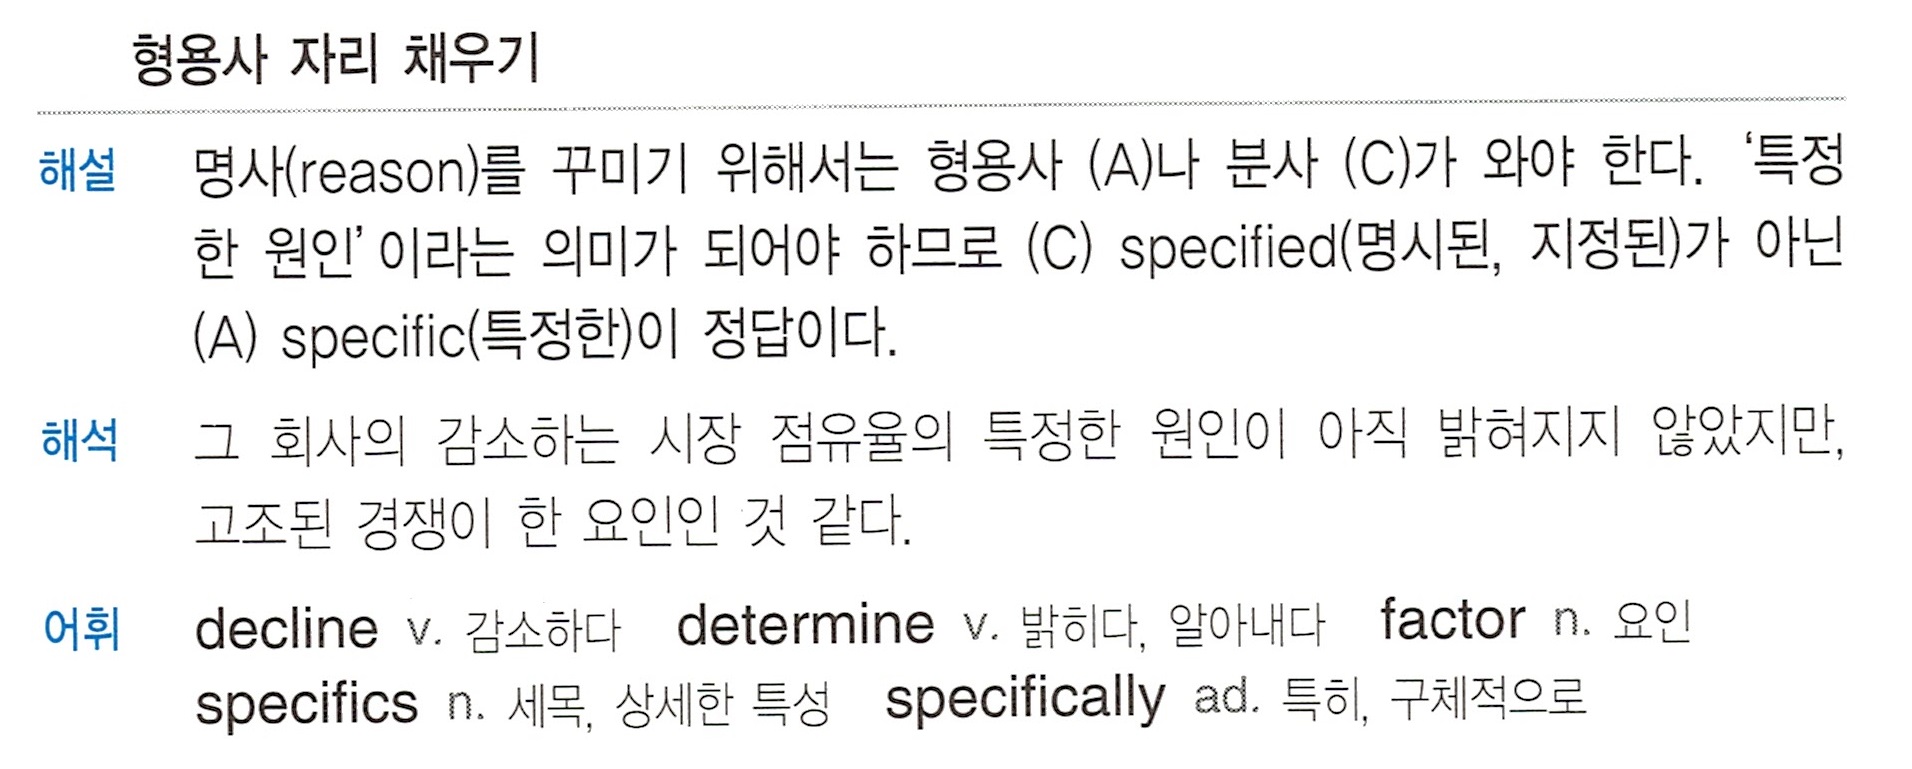 형용사 자리 채우기
해설 명사(reason)를 꾸미기 위해서는 형용사 (A)나 분사 (C)가 와야 한다. ‘특정
한 원인’이라는 의미가 되어야 하므로 (C) specified(명시된, 지정된)가 아닌
(A) specific(특정한)이 정답이다.
해석 그 회사의 감소하는 시장 점유율의 특정한 원인이 아직 밝혀지지 않았지만,
고조된 경쟁이 한 요인인 것 같다.
어휘 decline v. 감소하다 determine v. 밝히다, 알아내다 factor n. 요인
specifics n. 세목, 상세한 특성 specifically ad. 특히, 구체적으로